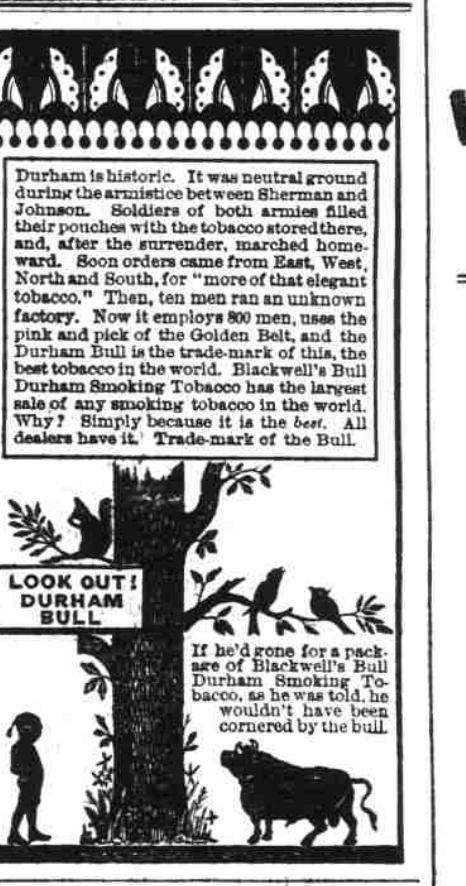 Durham is historic. It was neutral ground
during the armistice between Sherman and
Johnson. Soldiers of both armies filled
their pouches with the tobacco stored there,
and, after the surrender, marched home-
ward. Soon orders came from East, West,
North and South, for "more of that elegant
tobacco." Then, ten men ran an unknown
factory. Now it employs 800 men, uses the
pink and pick of the Golden Belt, and the
Durham Bull is the trade-mark of this, the
best tobacco in the world. Blackwell's Bull
Durham Smoking Tobacco has the largest
sale of any smoking tobacco in the world.
Why? Simply because it is the best. All
dealers have it. Trade-mark of the Bull.
LOOK OUT!
DURHAM
BULL
If he'd gone for a pack-
age of Blackwell's Bull
Durham Smoking To-
bacco, as he was told, he
wouldn't have been
cornered by the bull.